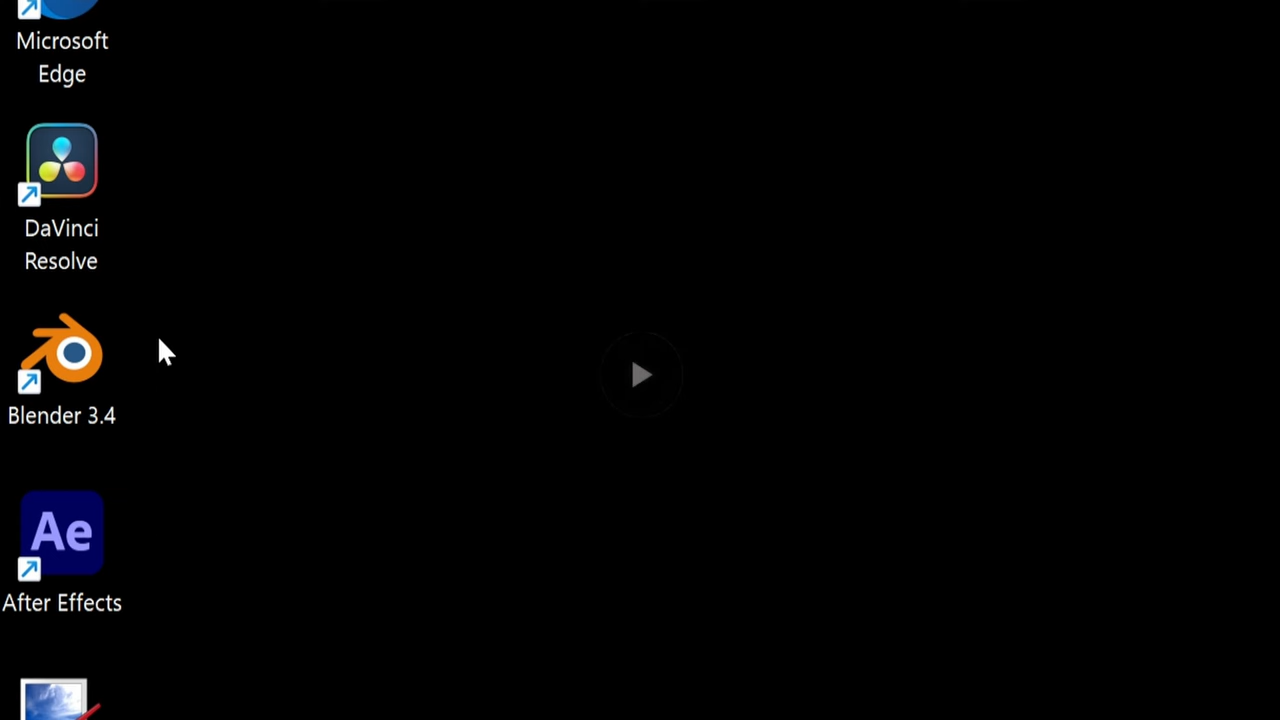 Microsoft
Edge
DaVinci
Resolve
Blender 3.4
Ae
After Effects